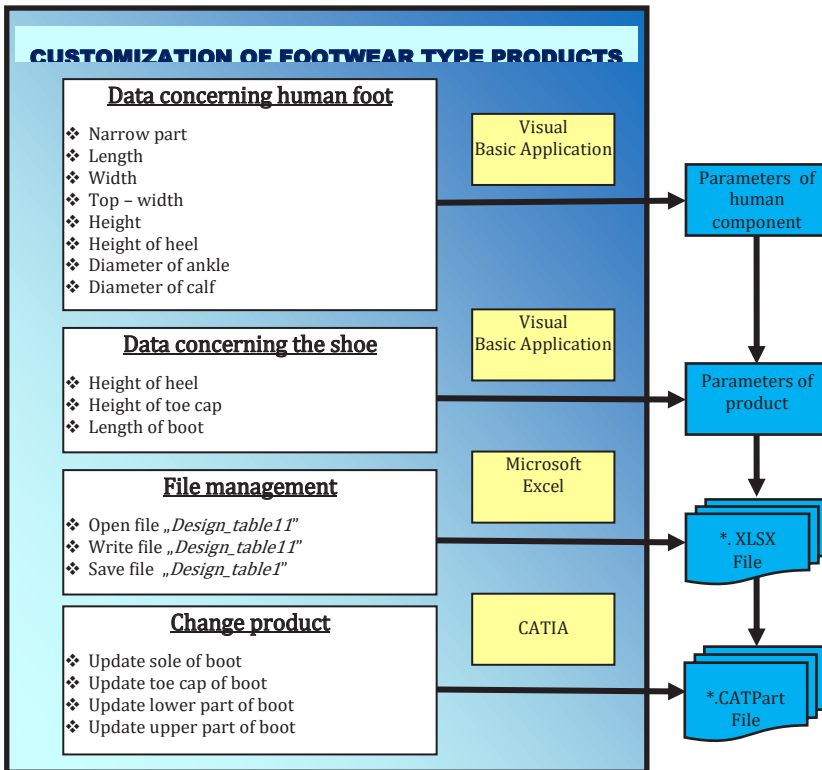 CUSTOMIZATION OF FOOTWEAR TYPE PRODUCTS
Data concerning human foot
❖ Narrow part
❖ Length
❖ Width
❖ Top – width
❖ Height
❖ Height of heel
❖ Diameter of ankle
❖ Diameter of calf
Visual
Basic Application
Parameters of
human
component
Data concerning the shoe
❖ Height of heel
❖ Height of toe cap
❖ Length of boot
Visual
Basic Application
Parameters of
product
File management
❖ Open file „Design_table11”
❖ Write file „Design_table11”
❖ Save file „Design_table1”
Microsoft
Excel
*. XLSX
File
Change product
❖ Update sole of boot
❖ Update toe cap of boot
❖ Update lower part of boot
❖ Update upper part of boot
CATIA
*.CATPart
File